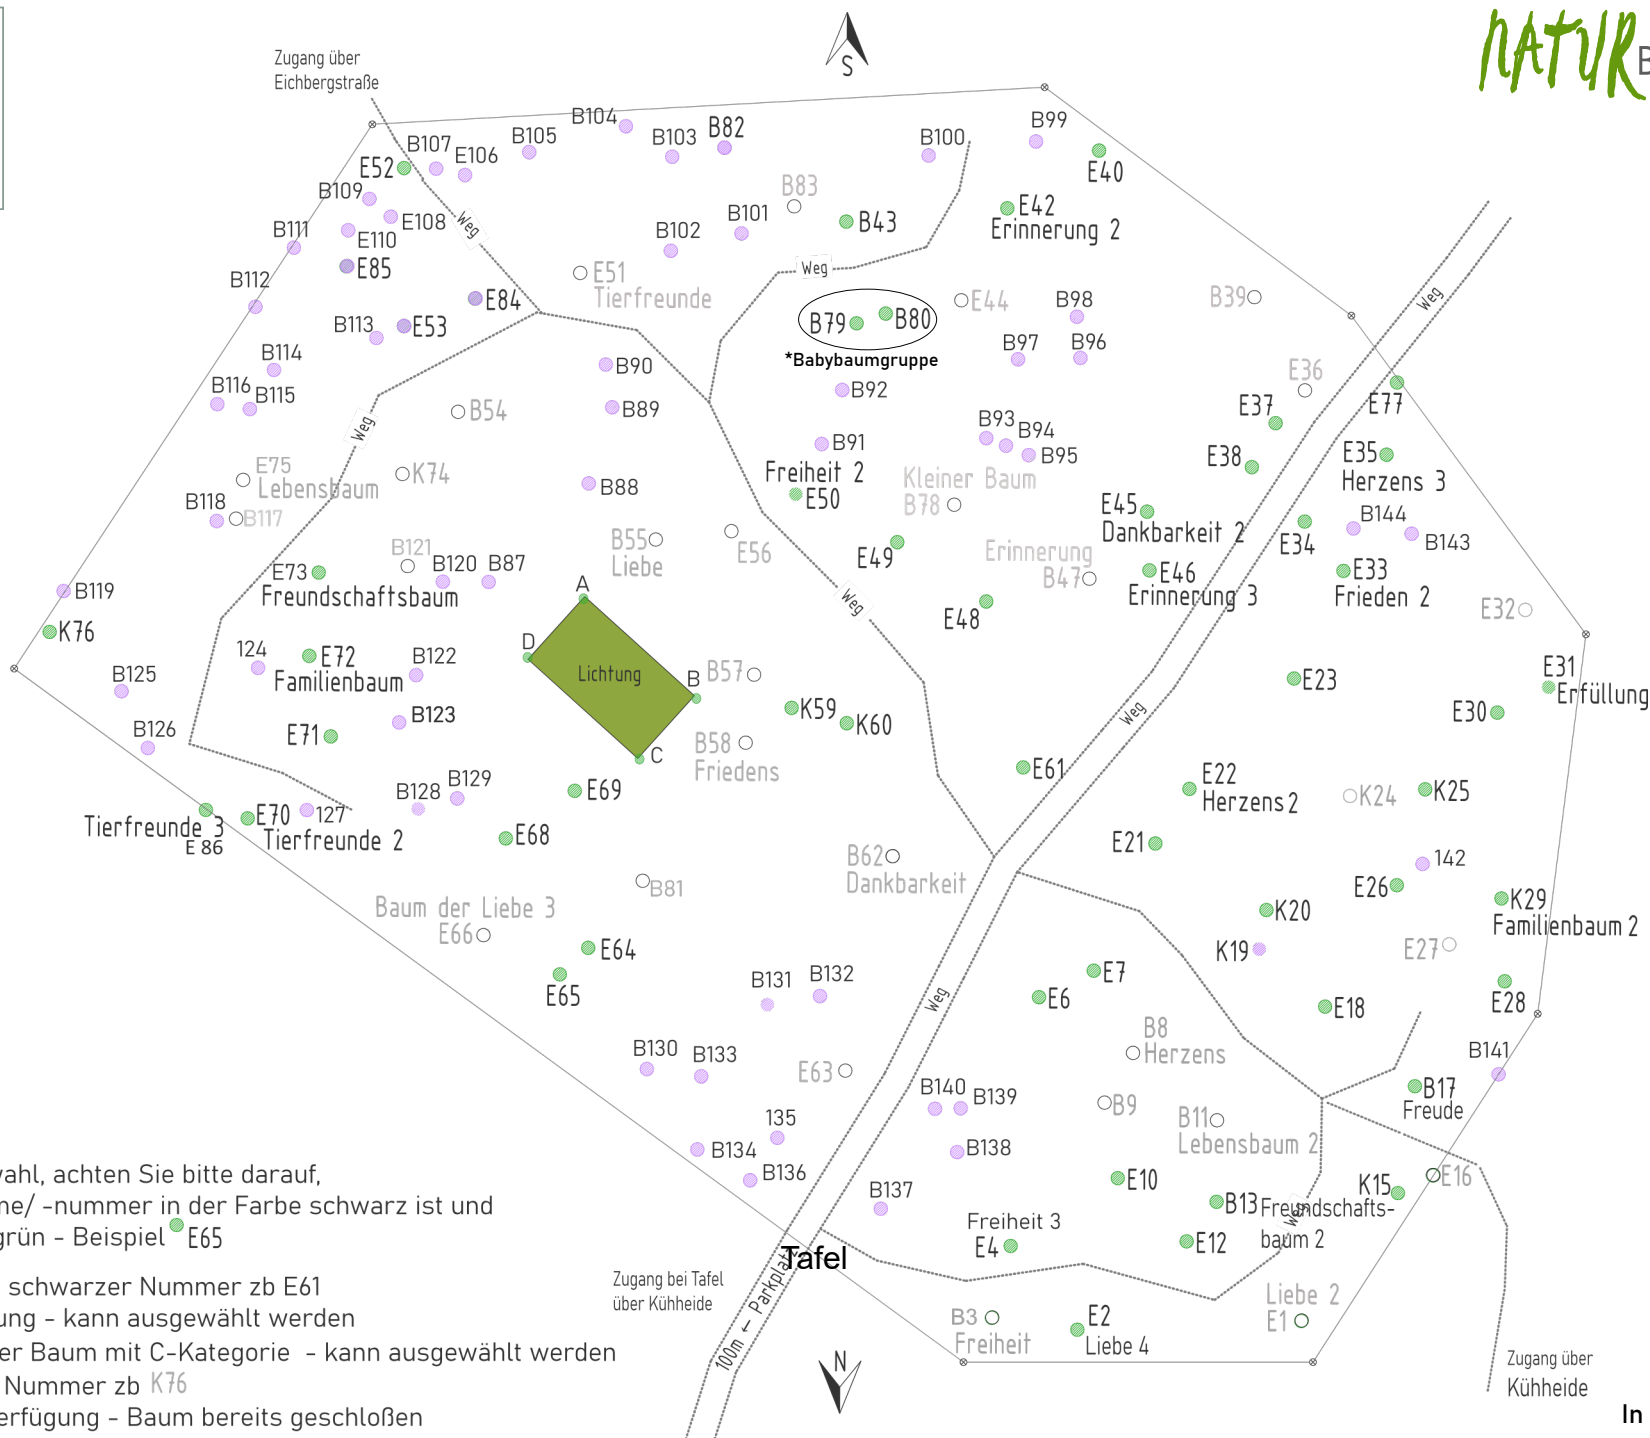 NATUR B
S
Zugang über
Eichbergstraße
B104
B105
B103
B82
B99
B100
B107
E106
E52
E40
B109
E108
B83
B101
B43
E42
Erinnerung 2
Weg
B111
E110
B102
E85
E51
Tierfreunde
Weg
B112
E84
E44
B98
B39
Weg
B79
B80
*Babybaumgruppe
B113
E53
B97
B96
B114
B90
E36
E77
B116
B115
B92
B54
B89
E37
Weg
B93
B94
B95
B91
Freiheit 2
E50
E38
E35
Herzens 3
E75
Lebensbaum
K74
B88
Kleiner Baum
B78
B118
B117
E45
Dankbarkeit 2
B144
B143
E34
B55
Liebe
E56
E49
Erinnerung
B47
B121
B120
B87
E73
Freundschaftsbaum
E46
Erinnerung 3
E33
Frieden 2
B119
A
Weg
E48
E32
K76
D
124
E72
Familienbaum
B122
Lichtung
B57
B
E23
E31
Erfüllung
B125
B123
K59
K60
E30
Weg
B126
E71
B58
Friedens
C
E61
E22
Herzens2
K24
K25
B129
B128
E69
Tierfreunde 3
E 86
E70
127
Tierfreunde 2
E68
E21
142
B62
Dankbarkeit
B81
E26
K29
Familienbaum 2
Baum der Liebe 3
E66
K20
K19
E27
E64
E65
B131
B132
E7
E6
Weg
E28
E18
B8
Herzens
B130
B133
E63
B141
B140
B139
B9
B11
Lebensbaum 2
B17
Freude
135
B134
B138
B136
E10
K15
E16
B137
B13
Freundschafts-
baum 2
Weg
Freiheit 3
E4
E12
Tafel
wahl, achten Sie bitte darauf,
me/ -nummer in der Farbe schwarz ist und
grün - Beispiel E65
schwarzer Nummer zb E61
ung - kann ausgewählt werden
er Baum mit C-Kategorie - kann ausgewählt werden
Nummer zb K76
erfügung - Baum bereits geschloßen
Zugang bei Tafel
über Kühheide
100m ← Parkplatz
B3
Freiheit
E2
Liebe 4
Liebe 2
E1
N
Zugang über
Kühheide
In